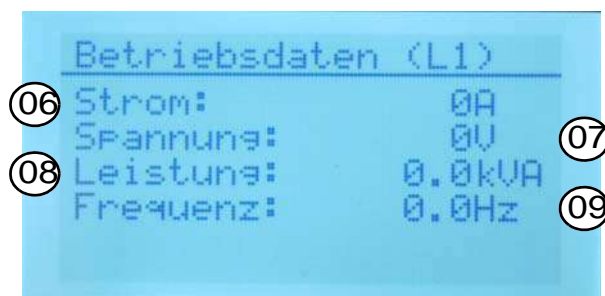 Betriebsdaten (L1)
06 Strom: 0A
Spannung: 0V 07
08 Leistung: 0.0kVA
Frequenz: 0.0Hz 09